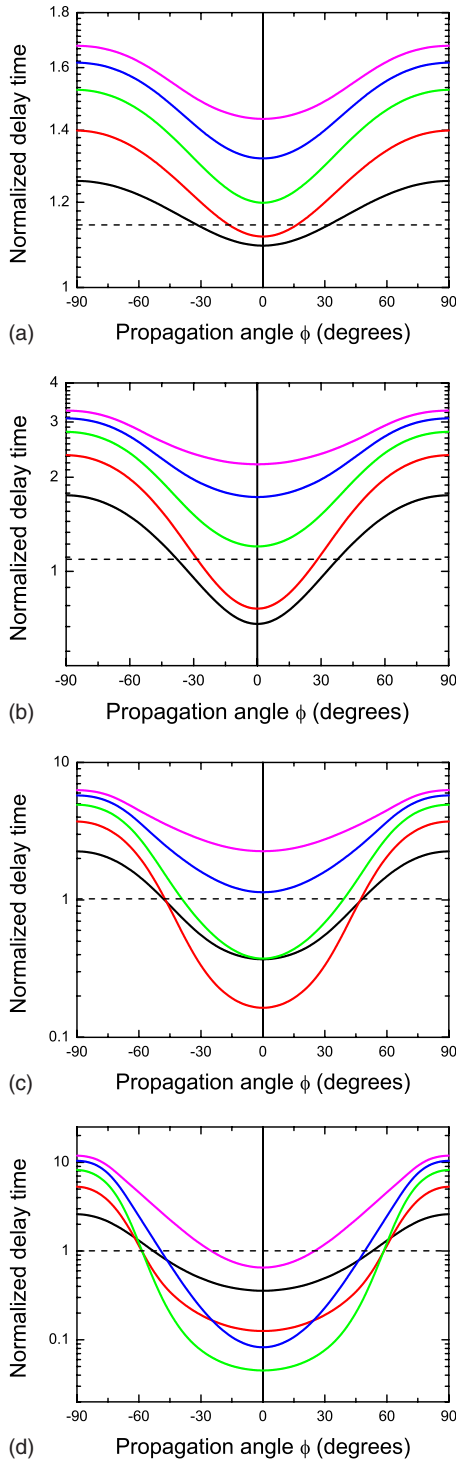 1.8
1.6
1.4
1.2
1
Normalized delay time
-90 -60 -30 0 30 60 90
(a) Propagation angle ϕ (degrees)
4
3
2
1
Normalized delay time
-90 -60 -30 0 30 60 90
(b) Propagation angle ϕ (degrees)
10
1
0.1
Normalized delay time
-90 -60 -30 0 30 60 90
(c) Propagation angle ϕ (degrees)
10
1
0.1
Normalized delay time
-90 -60 -30 0 30 60 90
(d) Propagation angle ϕ (degrees)